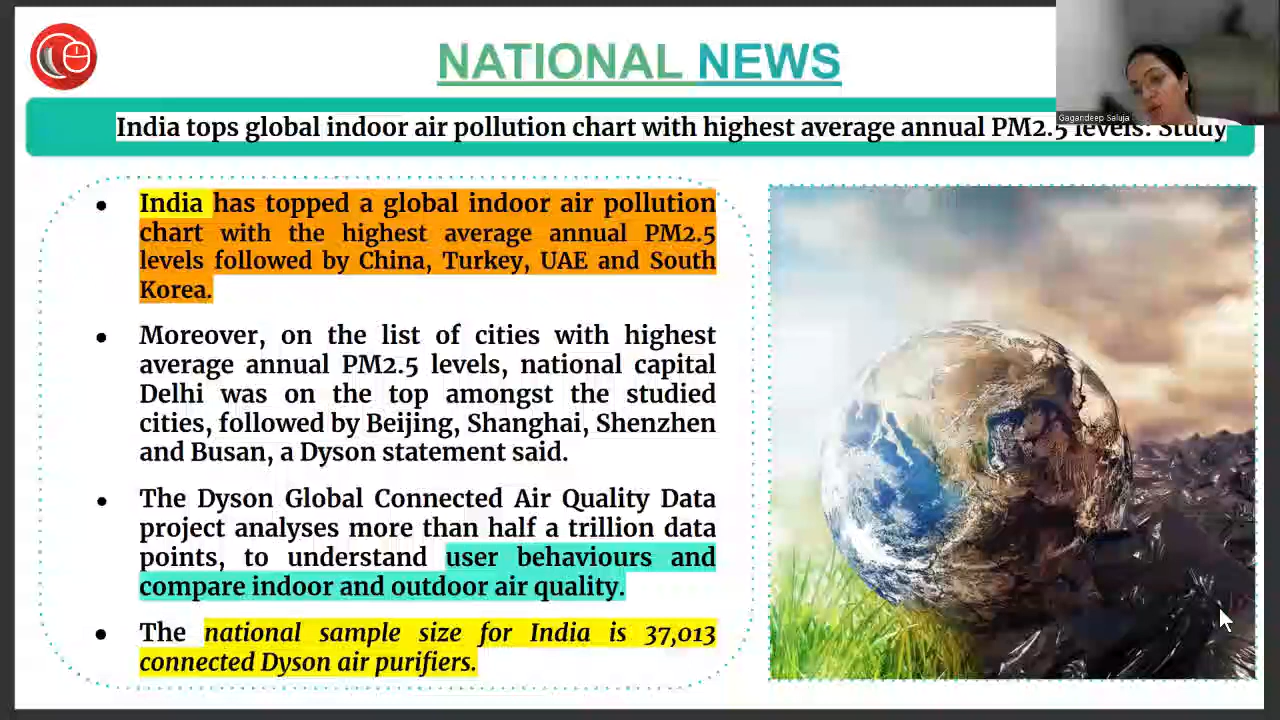 NATIONAL NEWS
Gagandeep Saluja
India tops global indoor air pollution chart with highest average annual PM2.5 levels: Study
India has topped a global indoor air pollution
chart with the highest average annual PM2.5
levels followed by China, Turkey, UAE and South
Korea.
Moreover, on the list of cities with highest
average annual PM2.5 levels, national capital
Delhi was on the top amongst the studied
cities, followed by Beijing, Shanghai, Shenzhen
and Busan, a Dyson statement said.
The Dyson Global Connected Air Quality Data
project analyses more than half a trillion data
points, to understand user behaviours and
compare indoor and outdoor air quality.
The national sample size for India is 37,013
connected Dyson air purifiers.